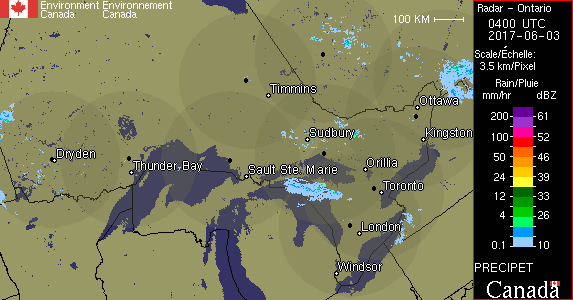 Environment Environnement
Canada Canada
100 KM
Timmins
Ottawa
Sudbury
Kingston
Dryden
Thunder-Bay
Sault Ste. Marie
Orillia
Toronto
London
Windsor
Radar - Ontario
0400 UTC
2017-06-03
Scale/Échelle:
3.5 km/Pixel
Rain/Pluie
mm/hr dBZ
200 61
100 52
50 46
24 39
12 33
4 26
1 20
0.1 10
PRECIPET
Canada